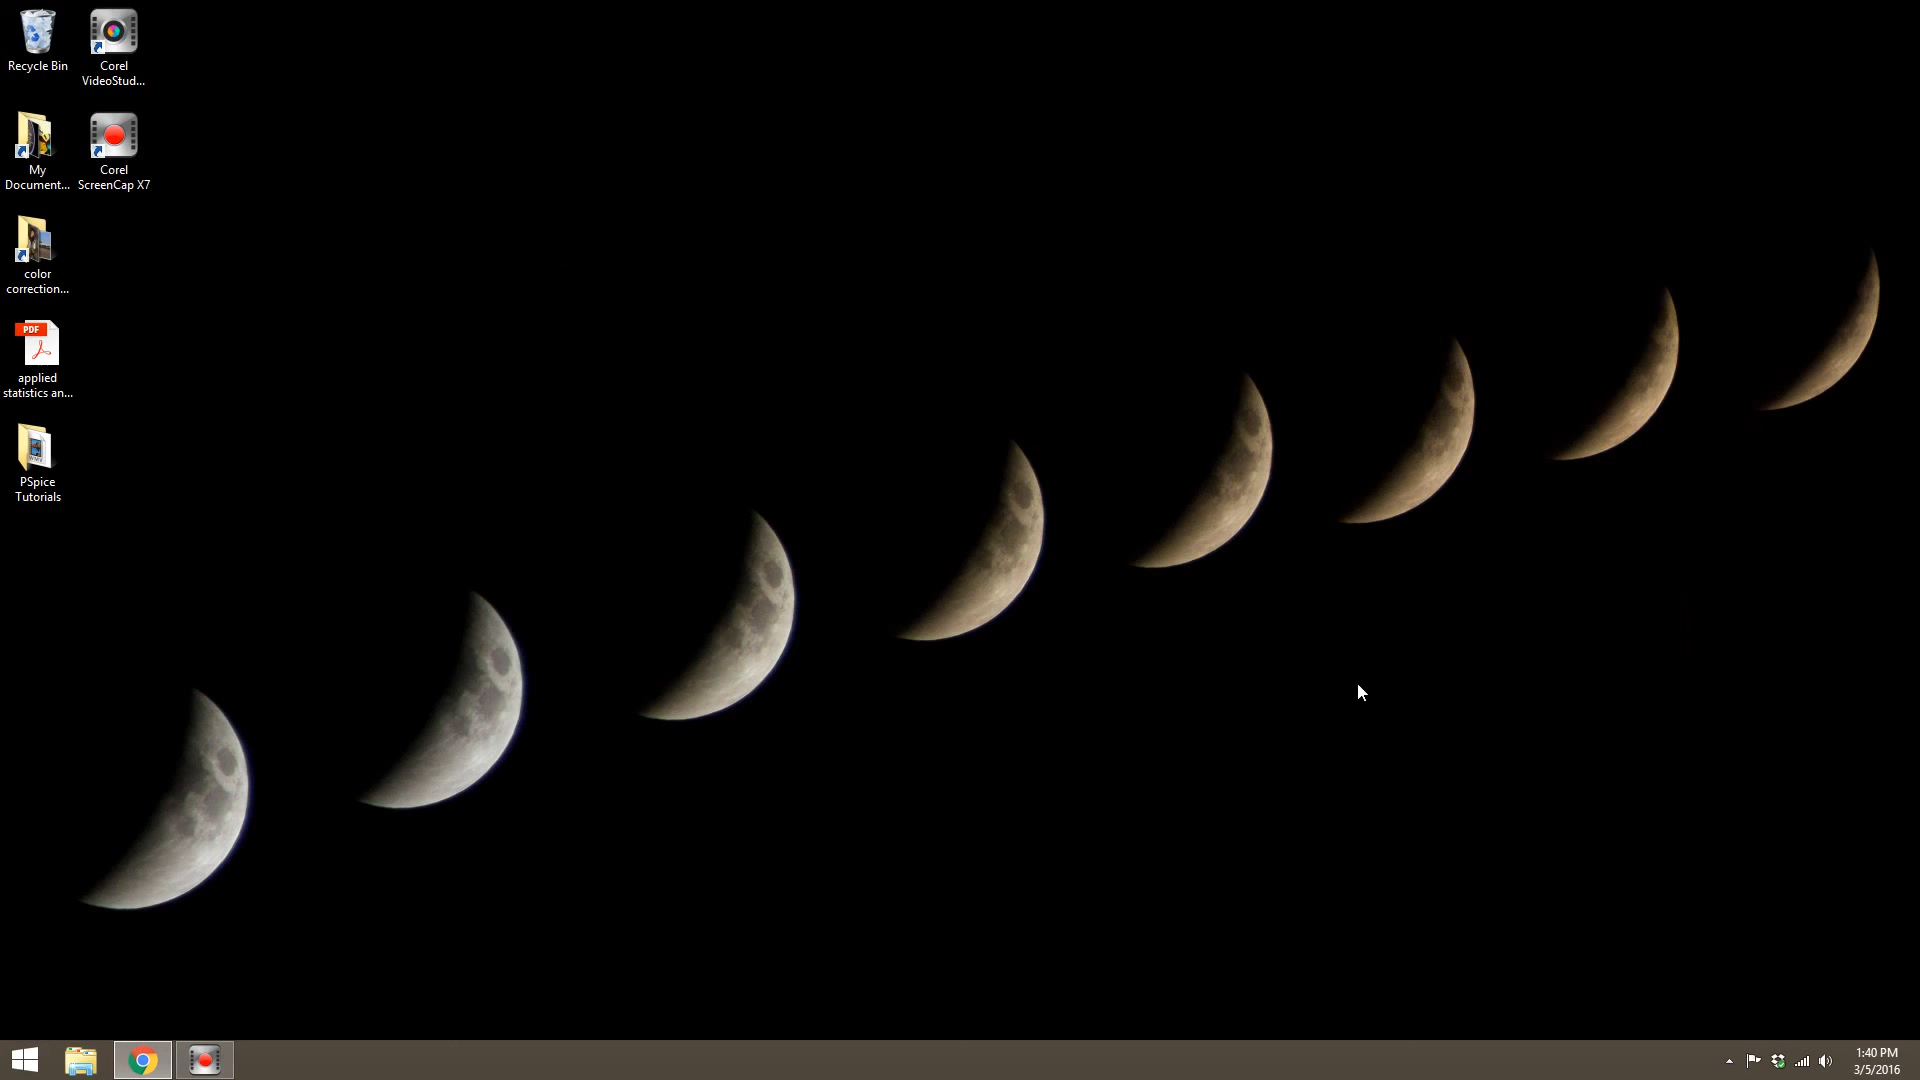 Recycle Bin
Corel
VideoStud...
My
Document...
Corel
ScreenCap X7
color
correction...
PDF
applied
statistics an...
WMV
PSpice
Tutorials
1:40 PM
3/5/2016